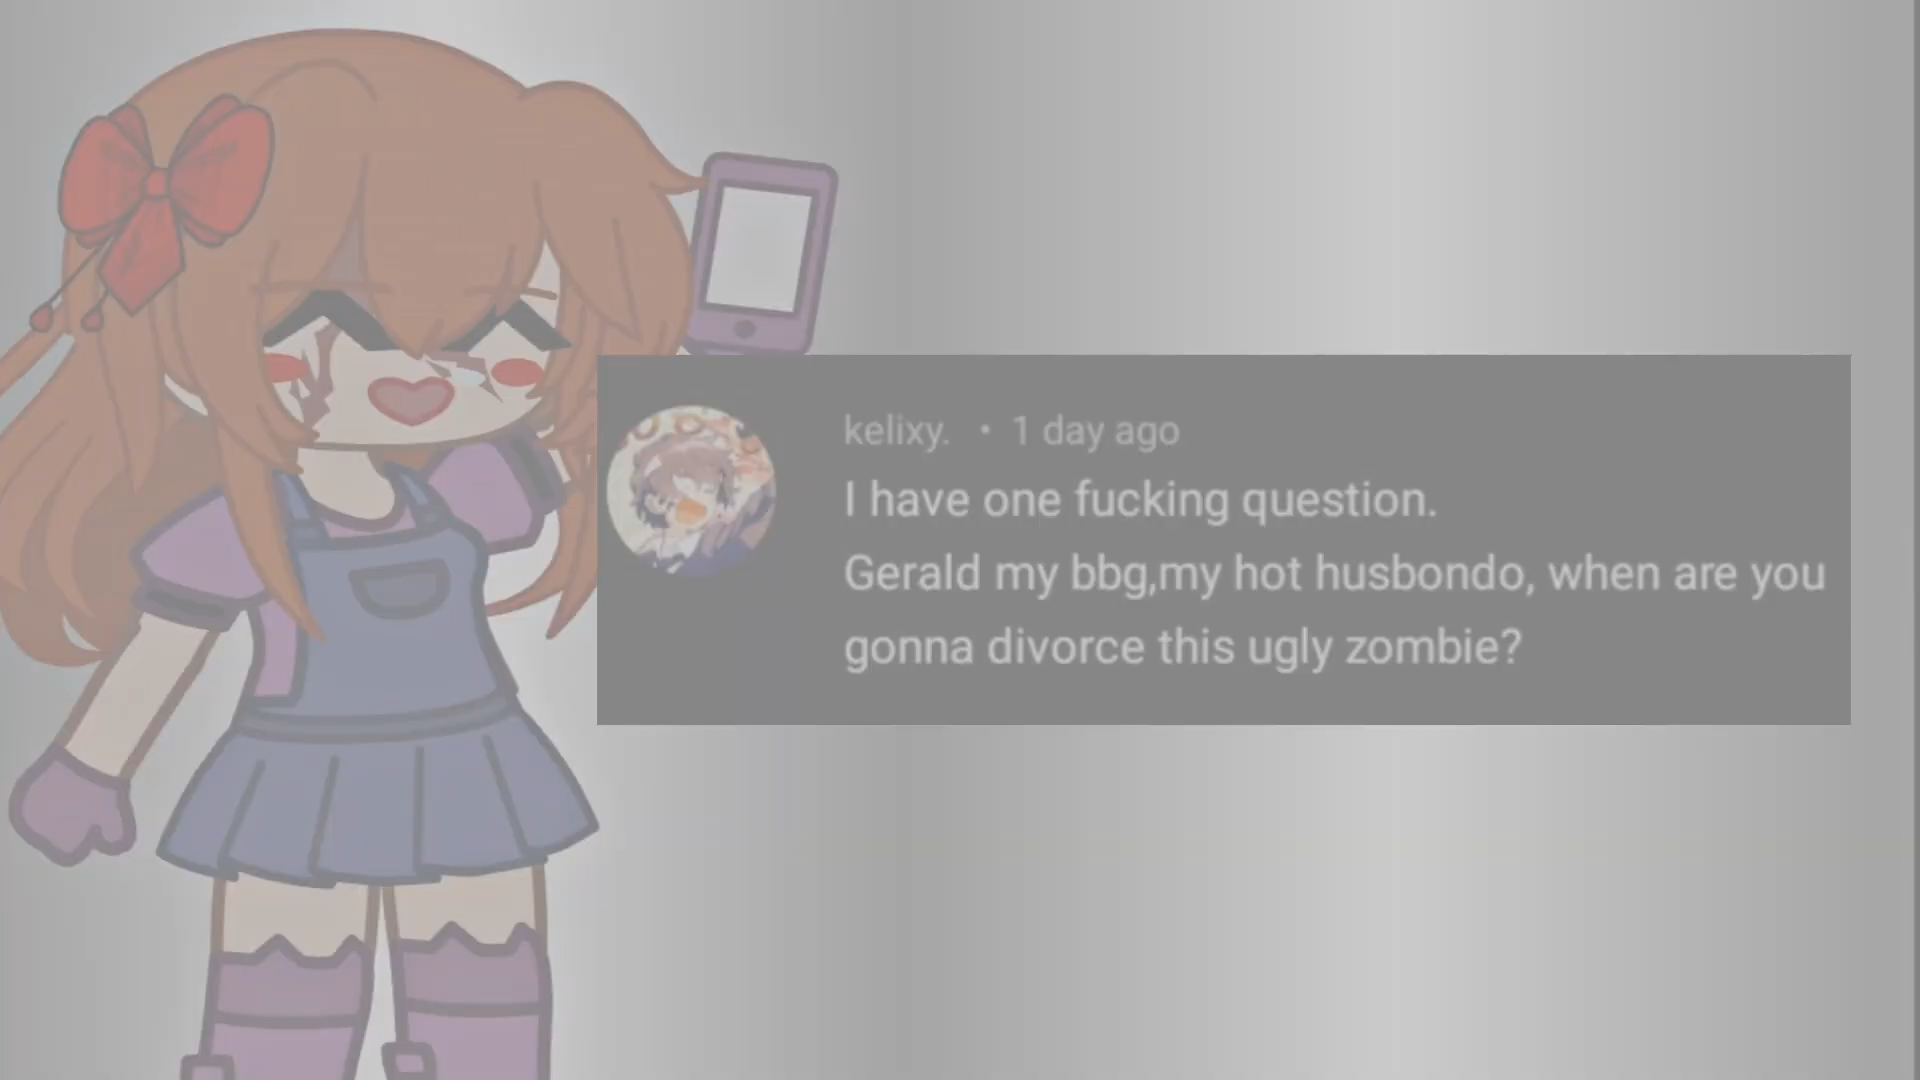 kelixy. • 1 day ago
I have one fucking question.
Gerald my bbg,my hot husbondo, when are you
gonna divorce this ugly zombie?